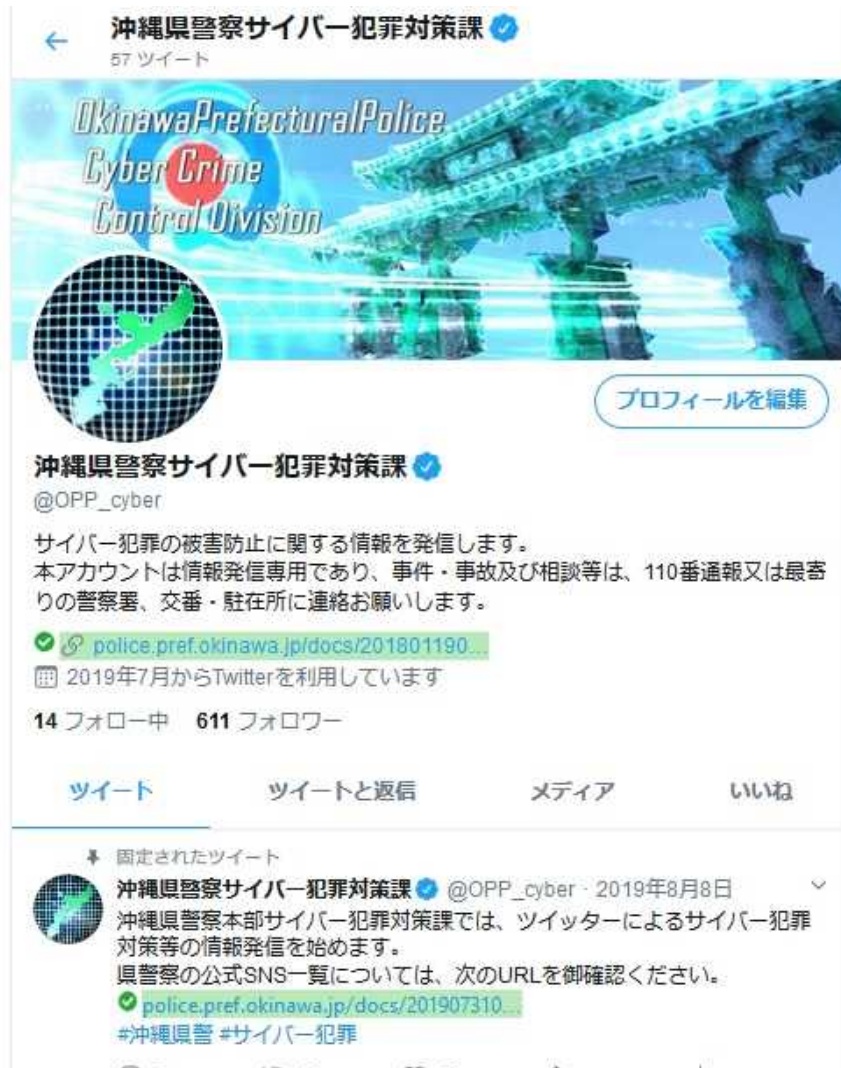 沖縄県警察サイバー犯罪対策課
57 ツイート
OkinawaPrefecturalPolice
Cyber Crime
Control Division
プロフィールを編集
沖縄県警察サイバー犯罪対策課
@OPP_cyber
サイバー犯罪の被害防止に関する情報を発信します。
本アカウントは情報発信専用であり、事件・事故及び相談等は、110番通報又は最寄
りの警察署、交番・駐在所に連絡お願いします。
police.pref.okinawa.jp/docs/201801190...
2019年7月からTwitterを利用しています
14 フォロー中 611 フォロワー
ツイート ツイートと返信 メディア いいね
固定されたツイート
沖縄県警察サイバー犯罪対策課 @OPP_cyber · 2019年8月8日
沖縄県警察本部サイバー犯罪対策課では、ツイッターによるサイバー犯罪
対策等の情報発信を始めます。
県警察の公式SNS一覧については、次のURLを御確認ください。
police.pref.okinawa.jp/docs/201907310...
#沖縄県警 #サイバー犯罪